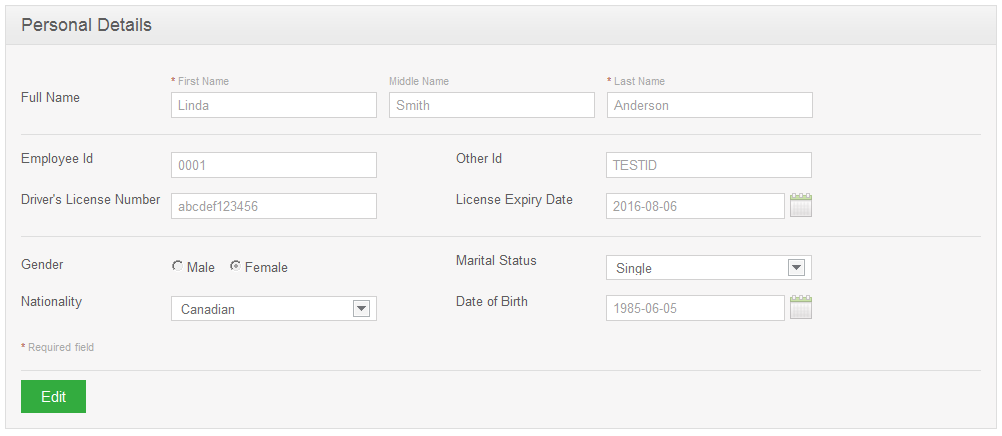 Personal Details
* First Name Middle Name * Last Name
Full Name Linda Smith Anderson
Employee Id 0001 Other Id TESTID
Driver's License Number abcdef123456 License Expiry Date 2016-08-06
Gender Male Female Marital Status Single
Nationality Canadian Date of Birth 1985-06-05
* Required field
Edit